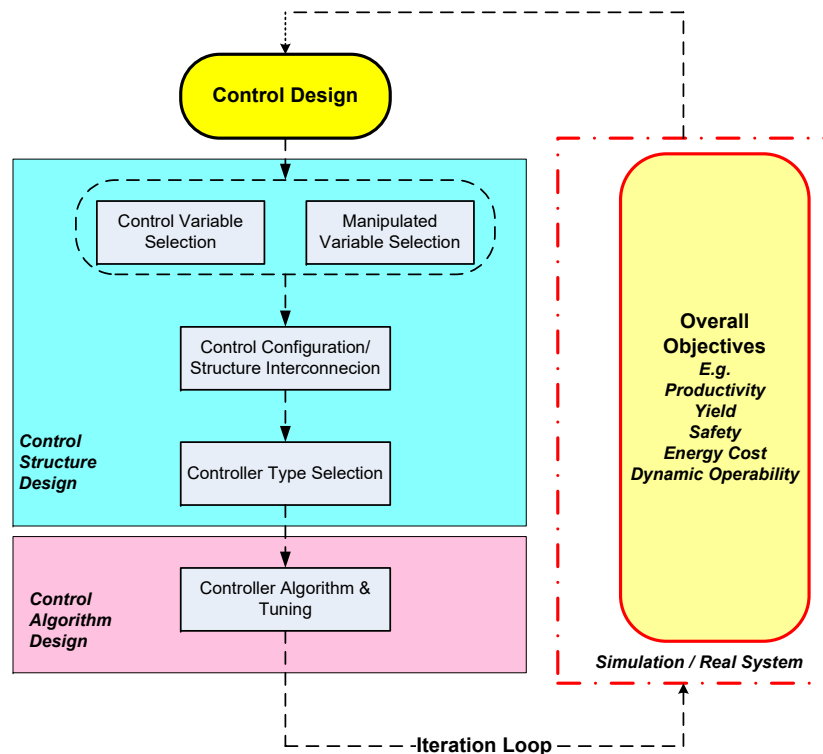 Control Design
Control Variable
Selection
Manipulated
Variable Selection
Control Configuration/
Structure Interconnecion
Control
Structure
Design
Controller Type Selection
Control
Algorithm
Design
Controller Algorithm &
Tuning
Overall
Objectives
E.g.
Productivity
Yield
Safety
Energy Cost
Dynamic Operability
Simulation / Real System
Iteration Loop